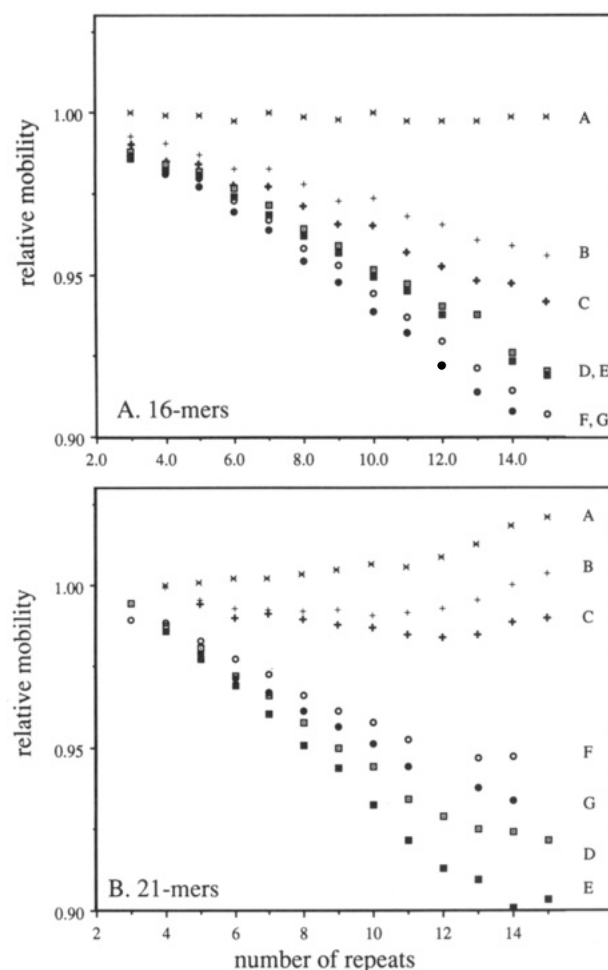 1.00
0.95
0.90
relative mobility
A
B
C
D, E
F, G
A. 16-mers
2.0 4.0 6.0 8.0 10.0 12.0 14.0
1.00
0.95
0.90
relative mobility
A
B
C
F
G
D
E
B. 21-mers
2 4 6 8 10 12 14
number of repeats